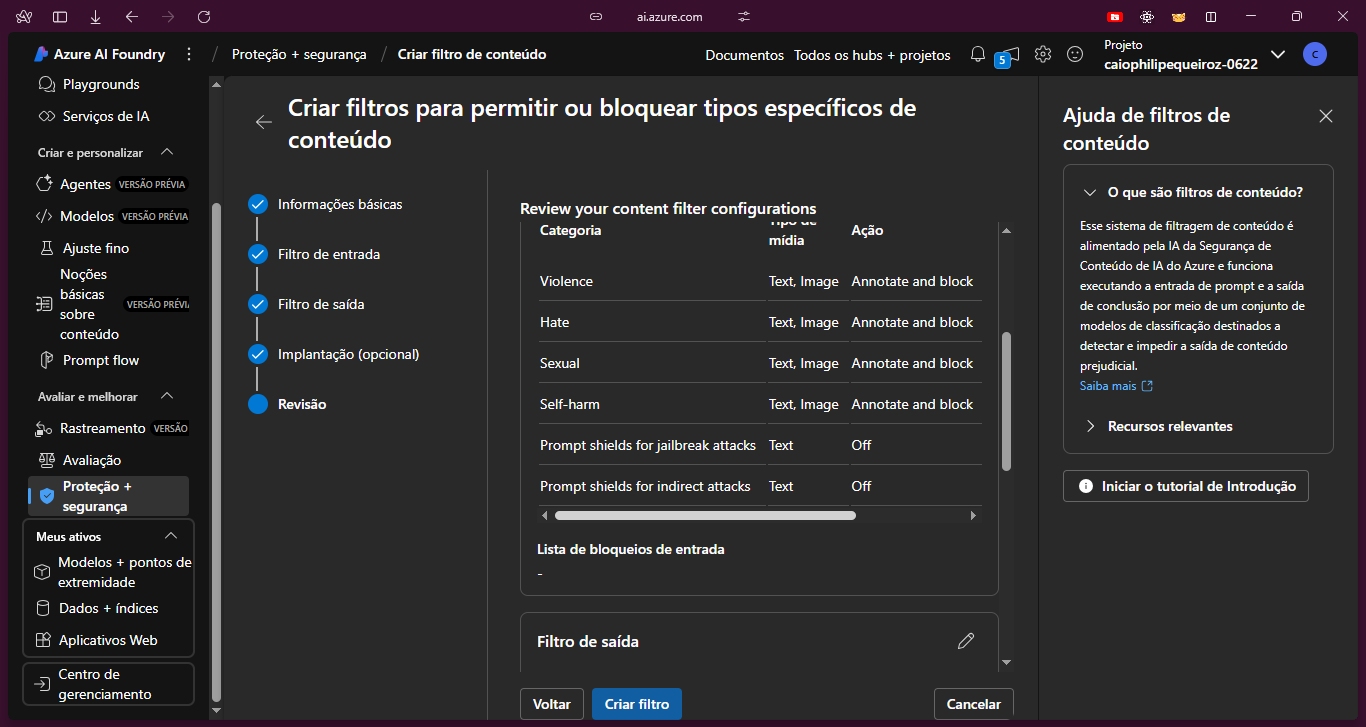 ai.azure.com
Azure AI Foundry
/ Proteção + segurança / Criar filtro de conteúdo
Documentos Todos os hubs + projetos
5
Projeto
caiophilipequeiroz-0622
C
Playgrounds
Serviços de IA
Criar e personalizar
Agentes VERSÃO PRÉVIA
Modelos VERSÃO PRÉVIA
Ajuste fino
Noções
básicas
sobre
conteúdo
VERSÃO PRÉVIA
Prompt flow
Avaliar e melhorar
Rastreamento VERSÃO
Avaliação
Proteção +
segurança
Meus ativos
Modelos + pontos de
extremidade
Dados + índices
Aplicativos Web
Centro de
gerenciamento
Criar filtros para permitir ou bloquear tipos específicos de
conteúdo
Informações básicas
Filtro de entrada
Filtro de saída
Implantação (opcional)
Revisão
Review your content filter configurations
Categoria Tipo de mídia Ação
Violence Text, Image Annotate and block
Hate Text, Image Annotate and block
Sexual Text, Image Annotate and block
Self-harm Text, Image Annotate and block
Prompt shields for jailbreak attacks Text Off
Prompt shields for indirect attacks Text Off
Lista de bloqueios de entrada
-
Filtro de saída
Voltar Criar filtro Cancelar
Ajuda de filtros de
conteúdo
O que são filtros de conteúdo?
Esse sistema de filtragem de conteúdo é
alimentado pela IA da Segurança de
Conteúdo de IA do Azure e funciona
executando a entrada de prompt e a saída
de conclusão por meio de um conjunto de
modelos de classificação destinados a
detectar e impedir a saída de conteúdo
prejudicial.
Saiba mais
Recursos relevantes
Iniciar o tutorial de Introdução